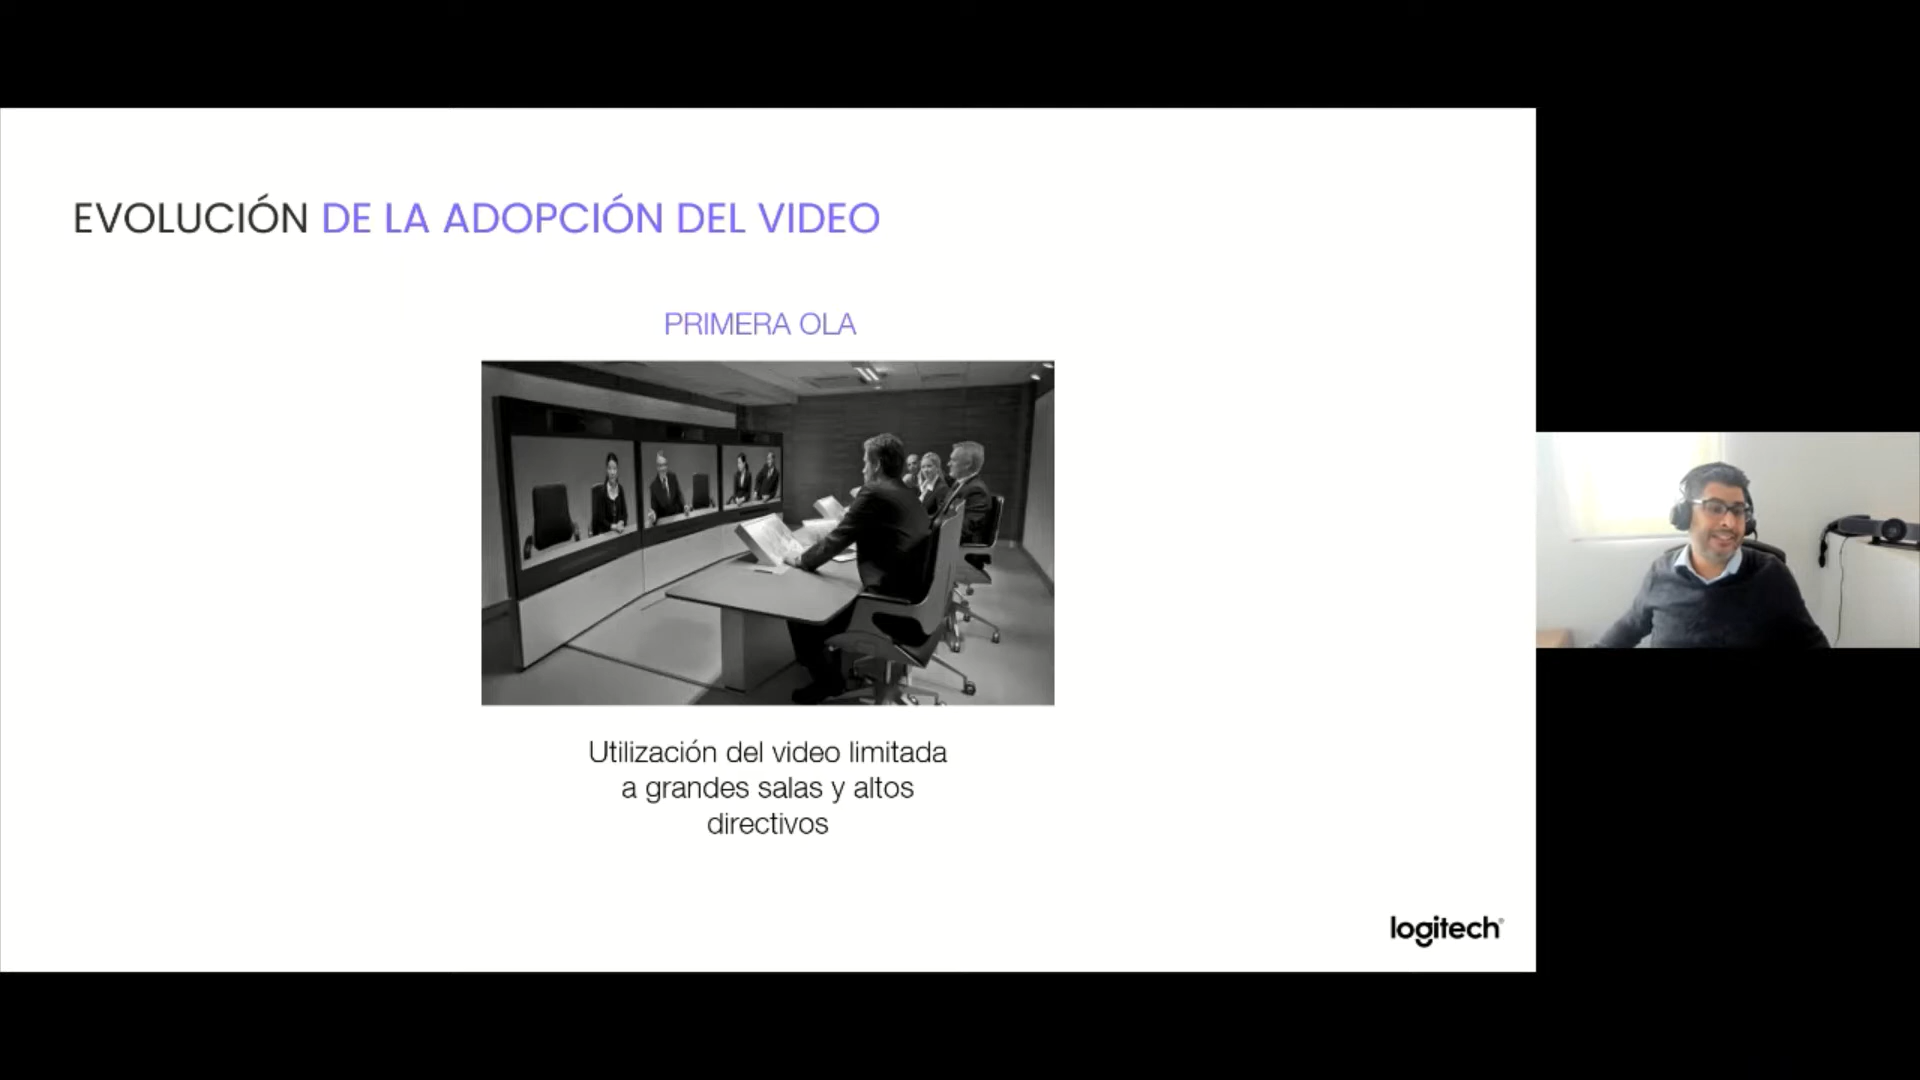 EVOLUCIÓN DE LA ADOPCIÓN DEL VIDEO
PRIMERA OLA
Utilización del video limitada
a grandes salas y altos
directivos
logitech